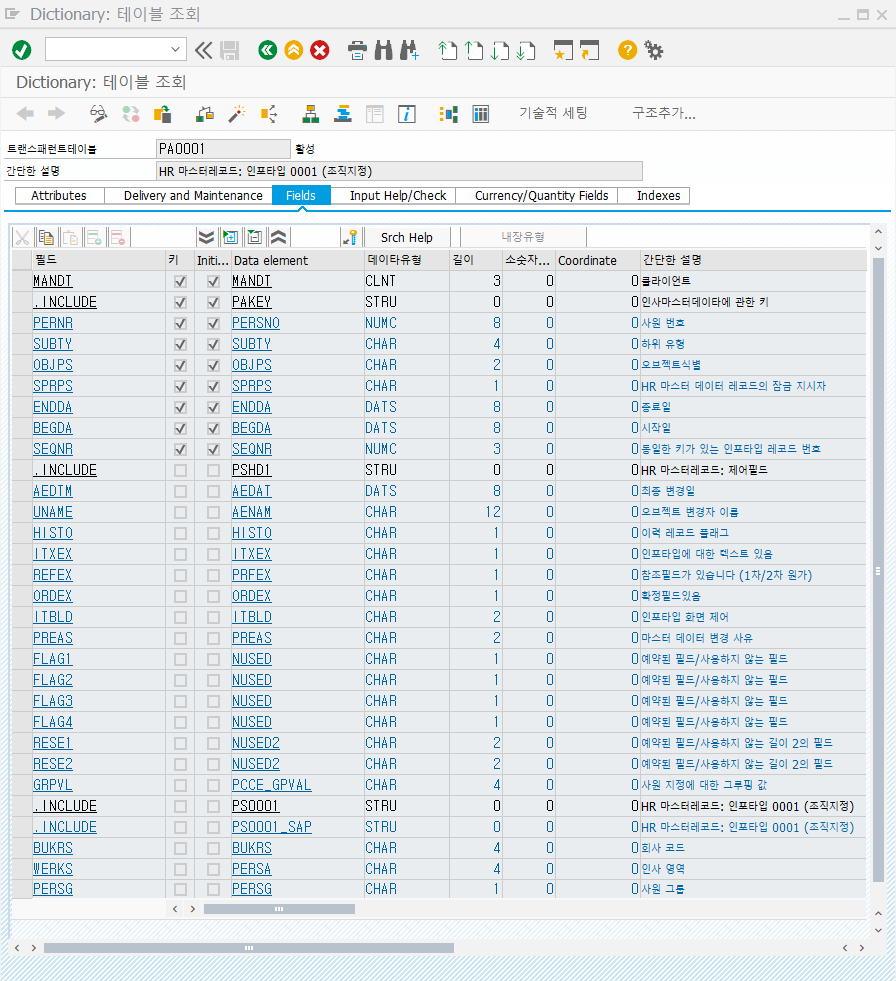 Dictionary: 테이블 조회
Dictionary: 테이블 조회
기술적 세팅 구조추가...
트랜스패런트테이블 PA0001 활성
간단한 설명 HR 마스터레코드: 인포타입 0001 (조직지정)
Attributes Delivery and Maintenance Fields Input Help/Check Currency/Quantity Fields Indexes
Srch Help 내장유형
필드 키 Initi... Data element 데이타유형 길이 소숫자... Coordinate 간단한 설명
MANDT MANDT CLNT 3 0 0 클라이언트
.INCLUDE PAKEY STRU 0 0 0 인사마스터데이타에 관한 키
PERNR PERSNO NUMC 8 0 0 사원 번호
SUBTY SUBTY CHAR 4 0 0 하위 유형
OBJPS OBJPS CHAR 2 0 0 오브젝트식별
SPRPS SPRPS CHAR 1 0 0 HR 마스터 데이터 레코드의 잠금 지시자
ENDDA ENDDA DATS 8 0 0 종료일
BEGDA BEGDA DATS 8 0 0 시작일
SEQNR SEQNR NUMC 3 0 0 동일한 키가 있는 인포타입 레코드 번호
.INCLUDE PSHD1 STRU 0 0 0 HR 마스터레코드: 제어필드
AEDTM AEDAT DATS 8 0 0 최종 변경일
UNAME AENAM CHAR 12 0 0 오브젝트 변경자 이름
HISTO HISTO CHAR 1 0 0 이력 레코드 플래그
ITXEX ITXEX CHAR 1 0 0 인포타입에 대한 텍스트 있음
REFEX PRFEX CHAR 1 0 0 참조필드가 있습니다 (1차/2차 원가)
ORDEX ORDEX CHAR 1 0 0 확정필드있음
ITBLD ITBLD CHAR 2 0 0 인포타입 화면 제어
PREAS PREAS CHAR 2 0 0 마스터 데이터 변경 사유
FLAG1 NUSED CHAR 1 0 0 예약된 필드/사용하지 않는 필드
FLAG2 NUSED CHAR 1 0 0 예약된 필드/사용하지 않는 필드
FLAG3 NUSED CHAR 1 0 0 예약된 필드/사용하지 않는 필드
FLAG4 NUSED CHAR 1 0 0 예약된 필드/사용하지 않는 필드
RESE1 NUSED2 CHAR 2 0 0 예약된 필드/사용하지 않는 길이 2의 필드
RESE2 NUSED2 CHAR 2 0 0 예약된 필드/사용하지 않는 길이 2의 필드
GRPVL PCCE_GPVAL CHAR 4 0 0 사원 지정에 대한 그루핑 값
.INCLUDE PS0001 STRU 0 0 0 HR 마스터레코드: 인포타입 0001 (조직지정)
.INCLUDE PS0001_SAP STRU 0 0 0 HR 마스터레코드: 인포타입 0001 (조직지정)
BUKRS BUKRS CHAR 4 0 0 회사 코드
WERKS PERSA CHAR 4 0 0 인사 영역
PERSG PERSG CHAR 1 0 0 사원 그룹